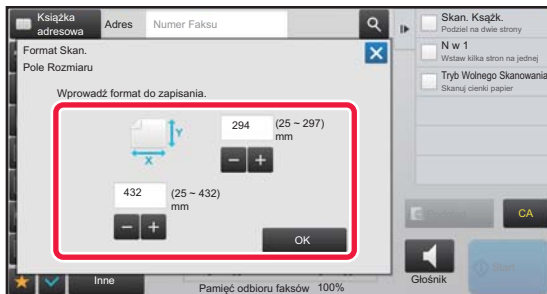 Książka
adresowa
Adres
Numer Faksu
Format Skan.
Pole Rozmiaru
Wprowadź format do zapisania.
Y
X
294
(25 ~ 297)
mm
432
(25 ~ 432)
mm
OK
Skan. Książk.
Podziel na dwie strony
N w 1
Wstaw kilka stron na jednej
Tryb Wolnego Skanowania
Skanuj cienki papier
CA
Głośnik
Start
Inne
Pamięć odbioru faksów 100%